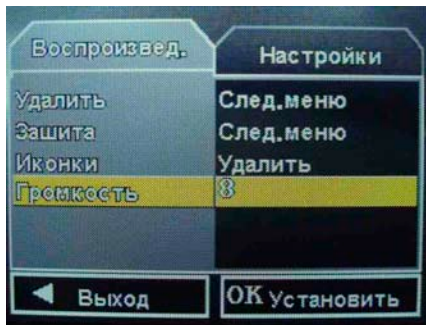 Воспроизвед. Настройки
Удалить След.меню
Зашита След.меню
Иконки Удалить
Громкость 8
◀ Выход OK Установить